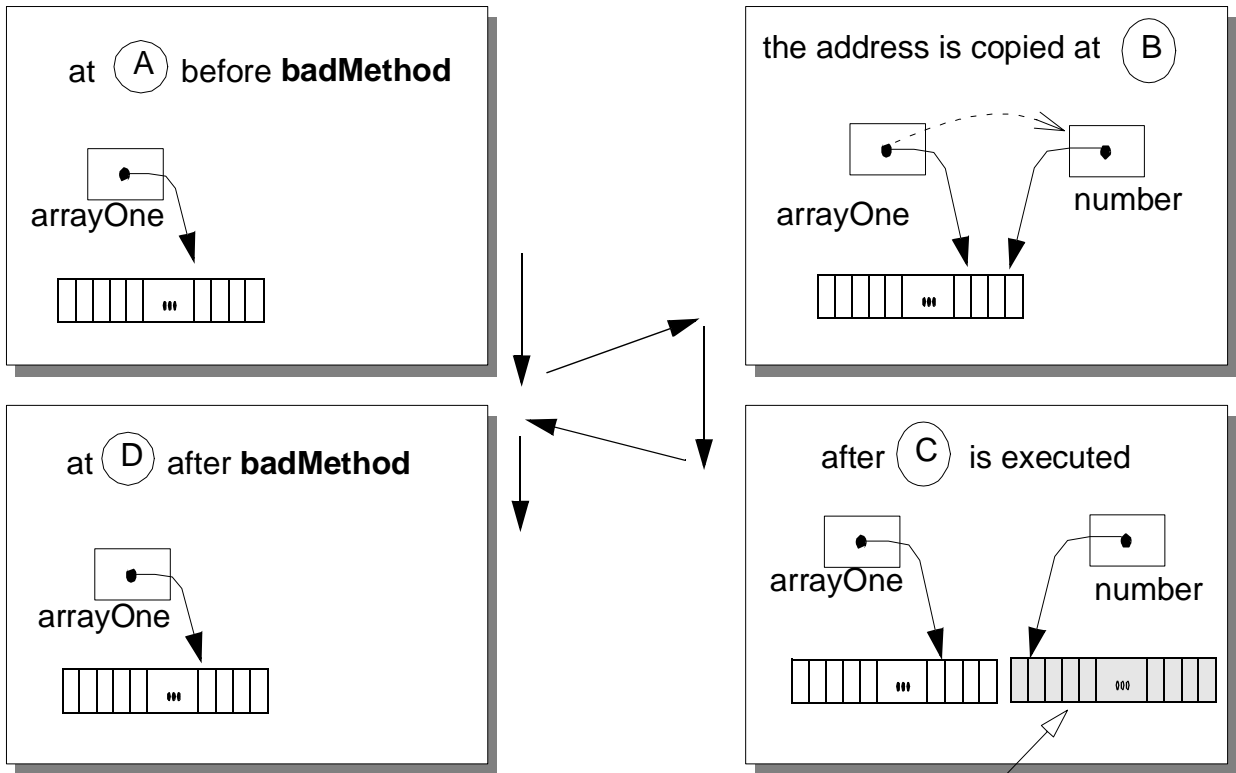 at A before badMethod
arrayOne
the address is copied at B
arrayOne
number
at D after badMethod
arrayOne
after C is executed
arrayOne
number